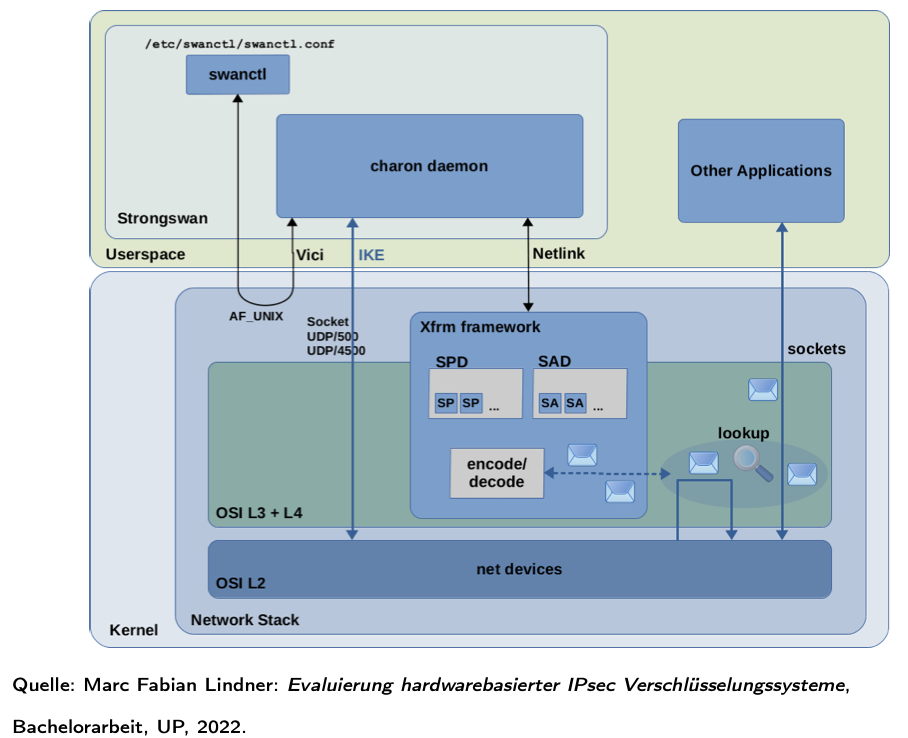 /etc/swanctl/swanctl.conf
swanctl
charon daemon
Other Applications
Strongswan
Userspace
Vici
IKE
Netlink
AF_UNIX
Socket
UDP/500
UDP/4500
Xfrm framework
sockets
SPD
SAD
SP SP ...
SA SA ...
lookup
encode/
decode
OSI L3 + L4
net devices
OSI L2
Network Stack
Kernel
Quelle: Marc Fabian Lindner: Evaluierung hardwarebasierter IPsec Verschlüsselungssysteme,
Bachelorarbeit, UP, 2022.